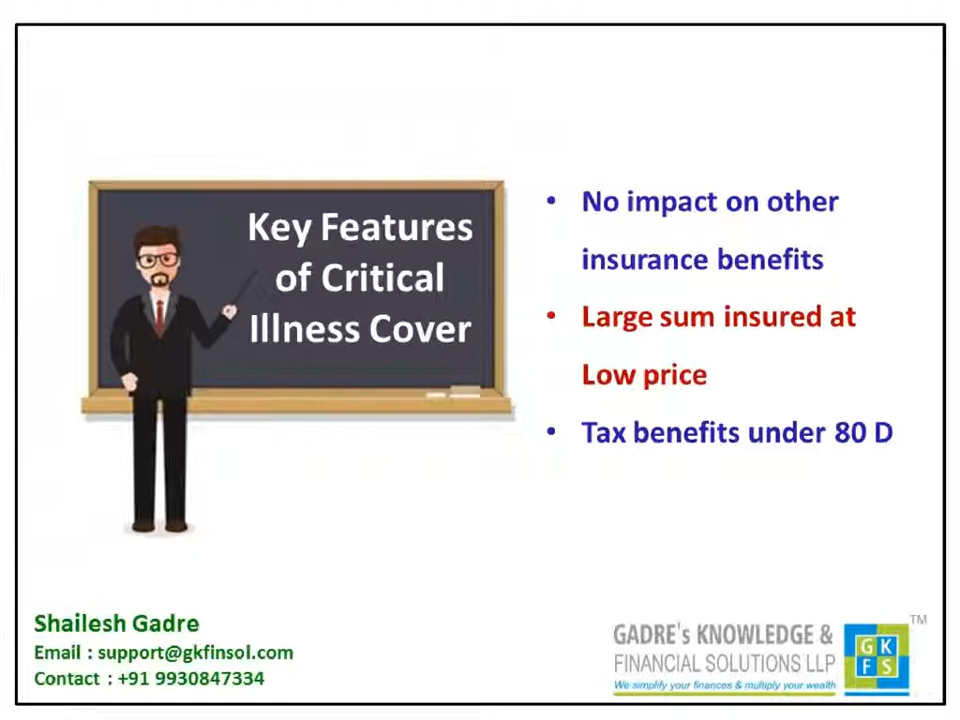 Key Features
of Critical
Illness Cover
• No impact on other
insurance benefits
• Large sum insured at
Low price
• Tax benefits under 80 D
Shailesh Gadre
Email : support@gkfinsol.com
Contact : +91 9930847334
GADRE's KNOWLEDGE &
FINANCIAL SOLUTIONS LLP
We simplify your finances & multiply your wealth
G K
F S
TM